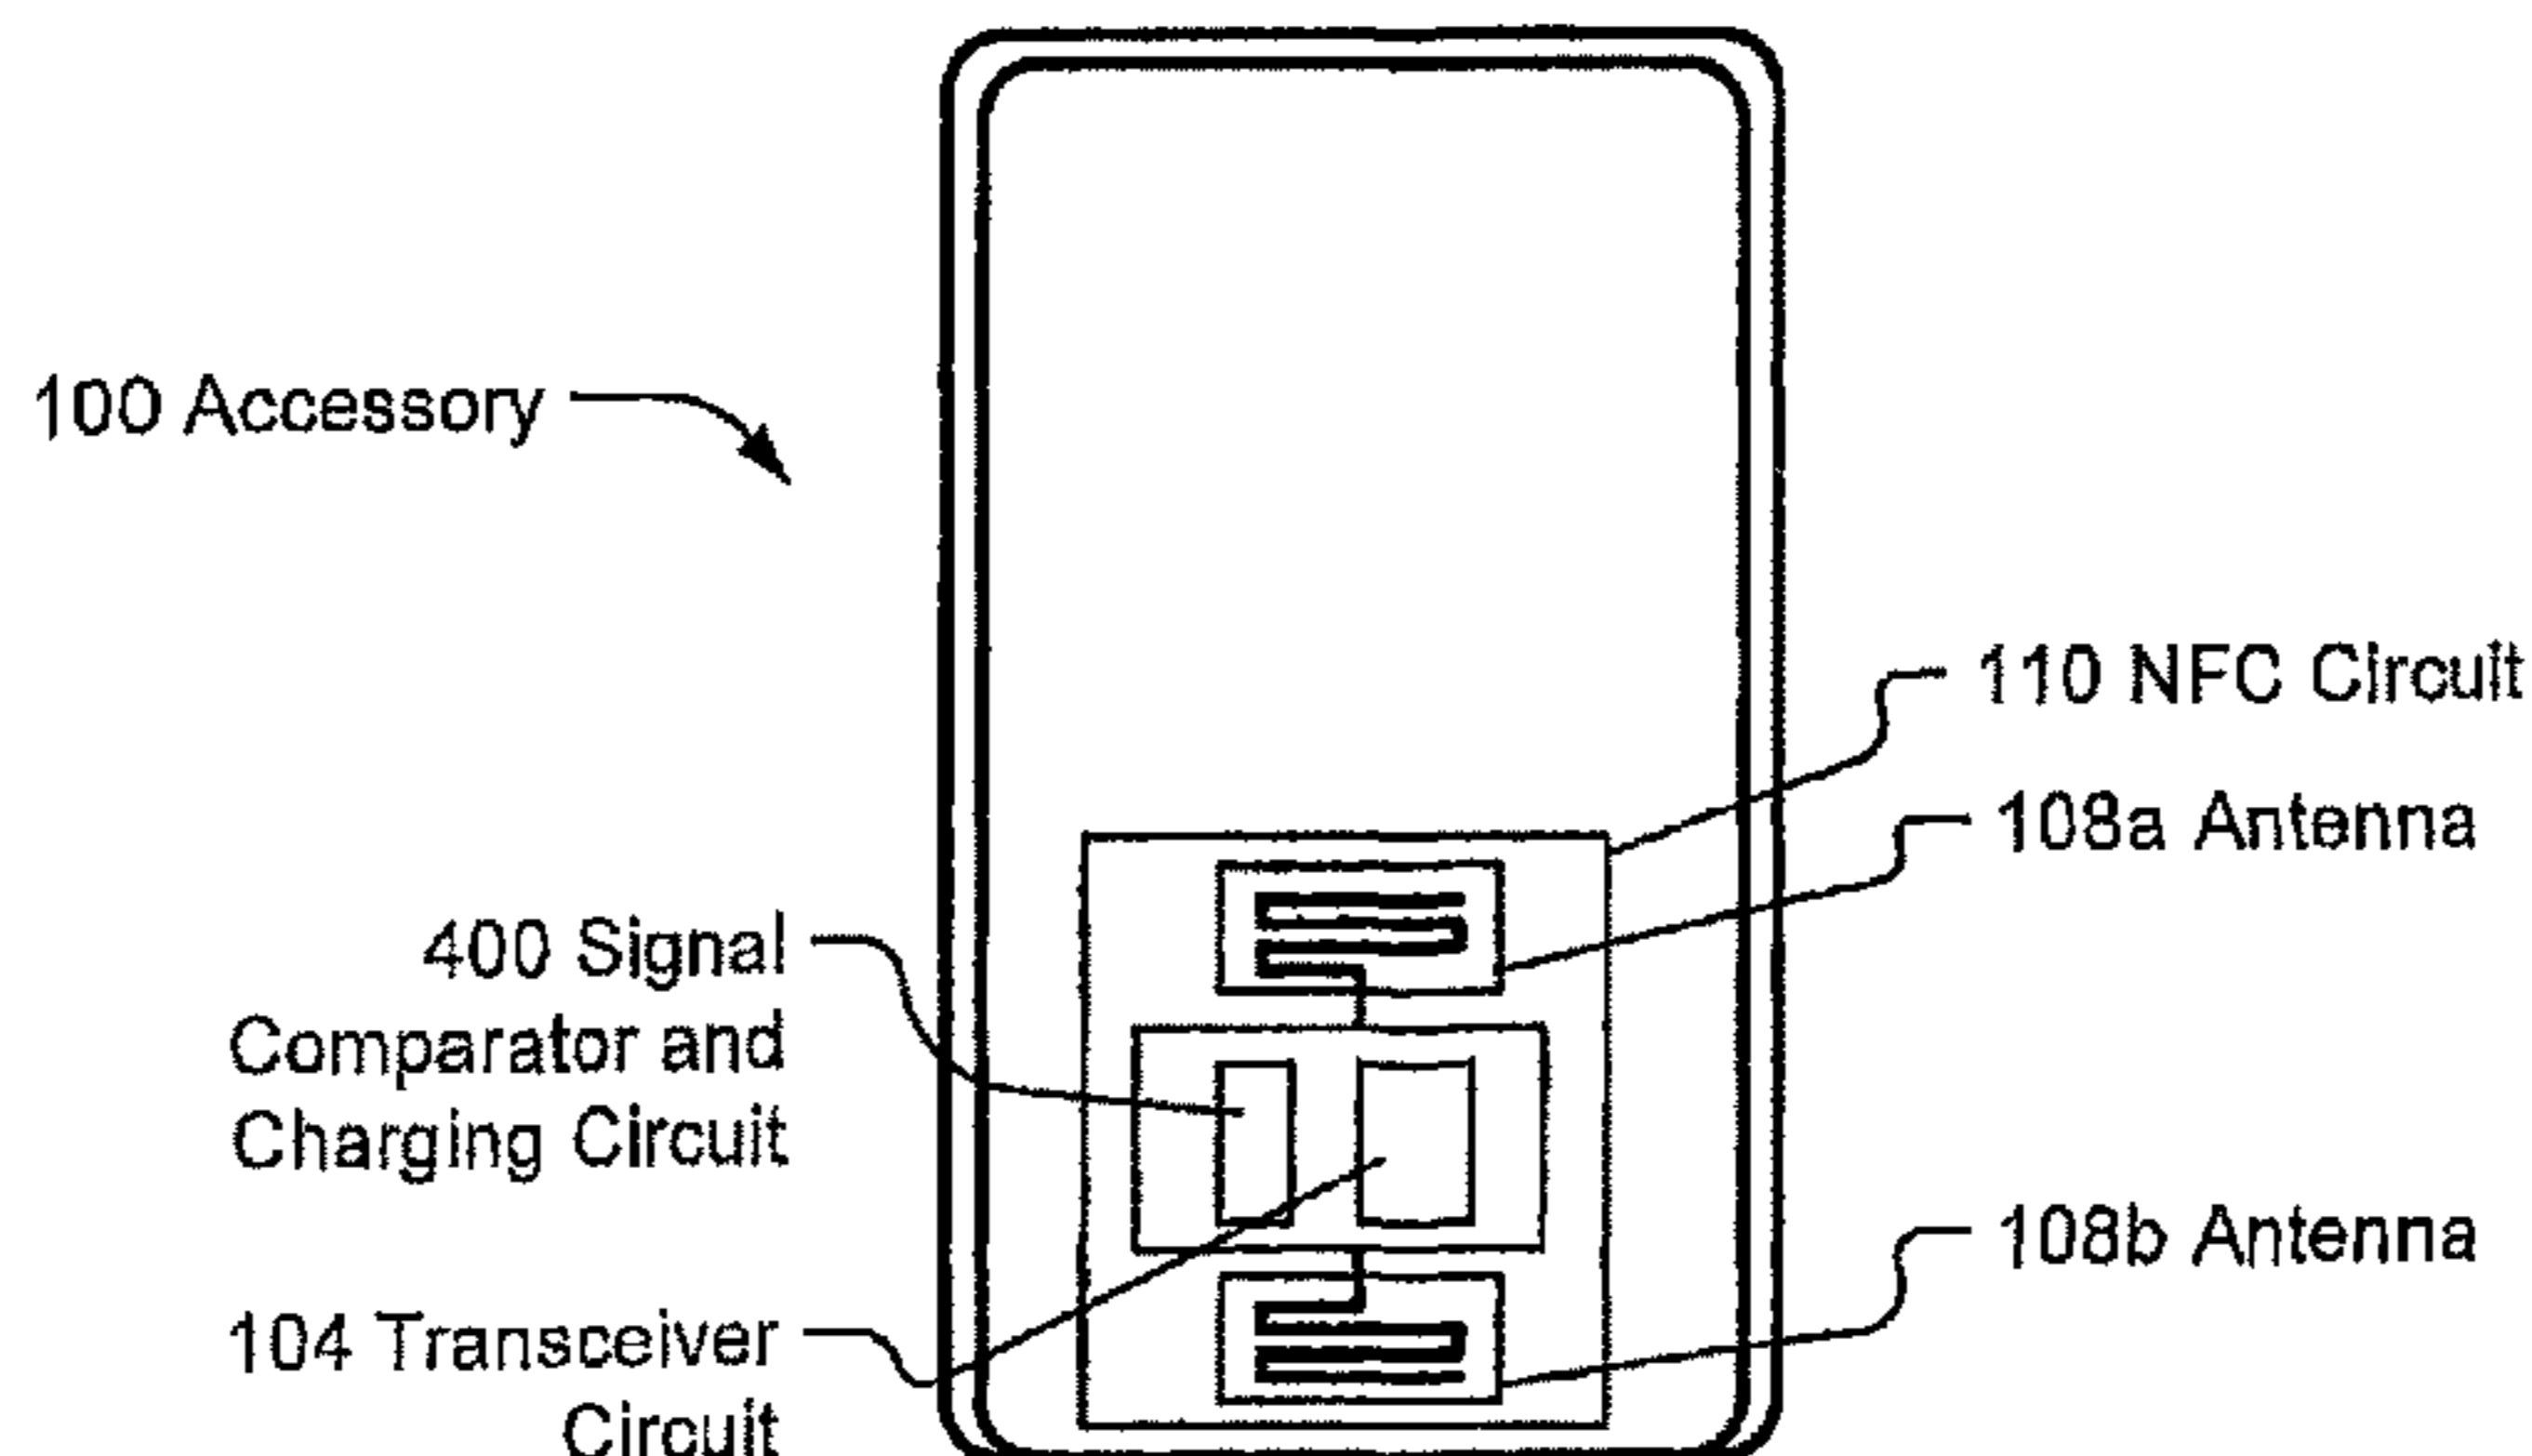 100 Accessory
110 NFC Circuit
108a Antenna
400 Signal
Comparator and
Charging Circuit
108b Antenna
104 Transceiver
Circuit